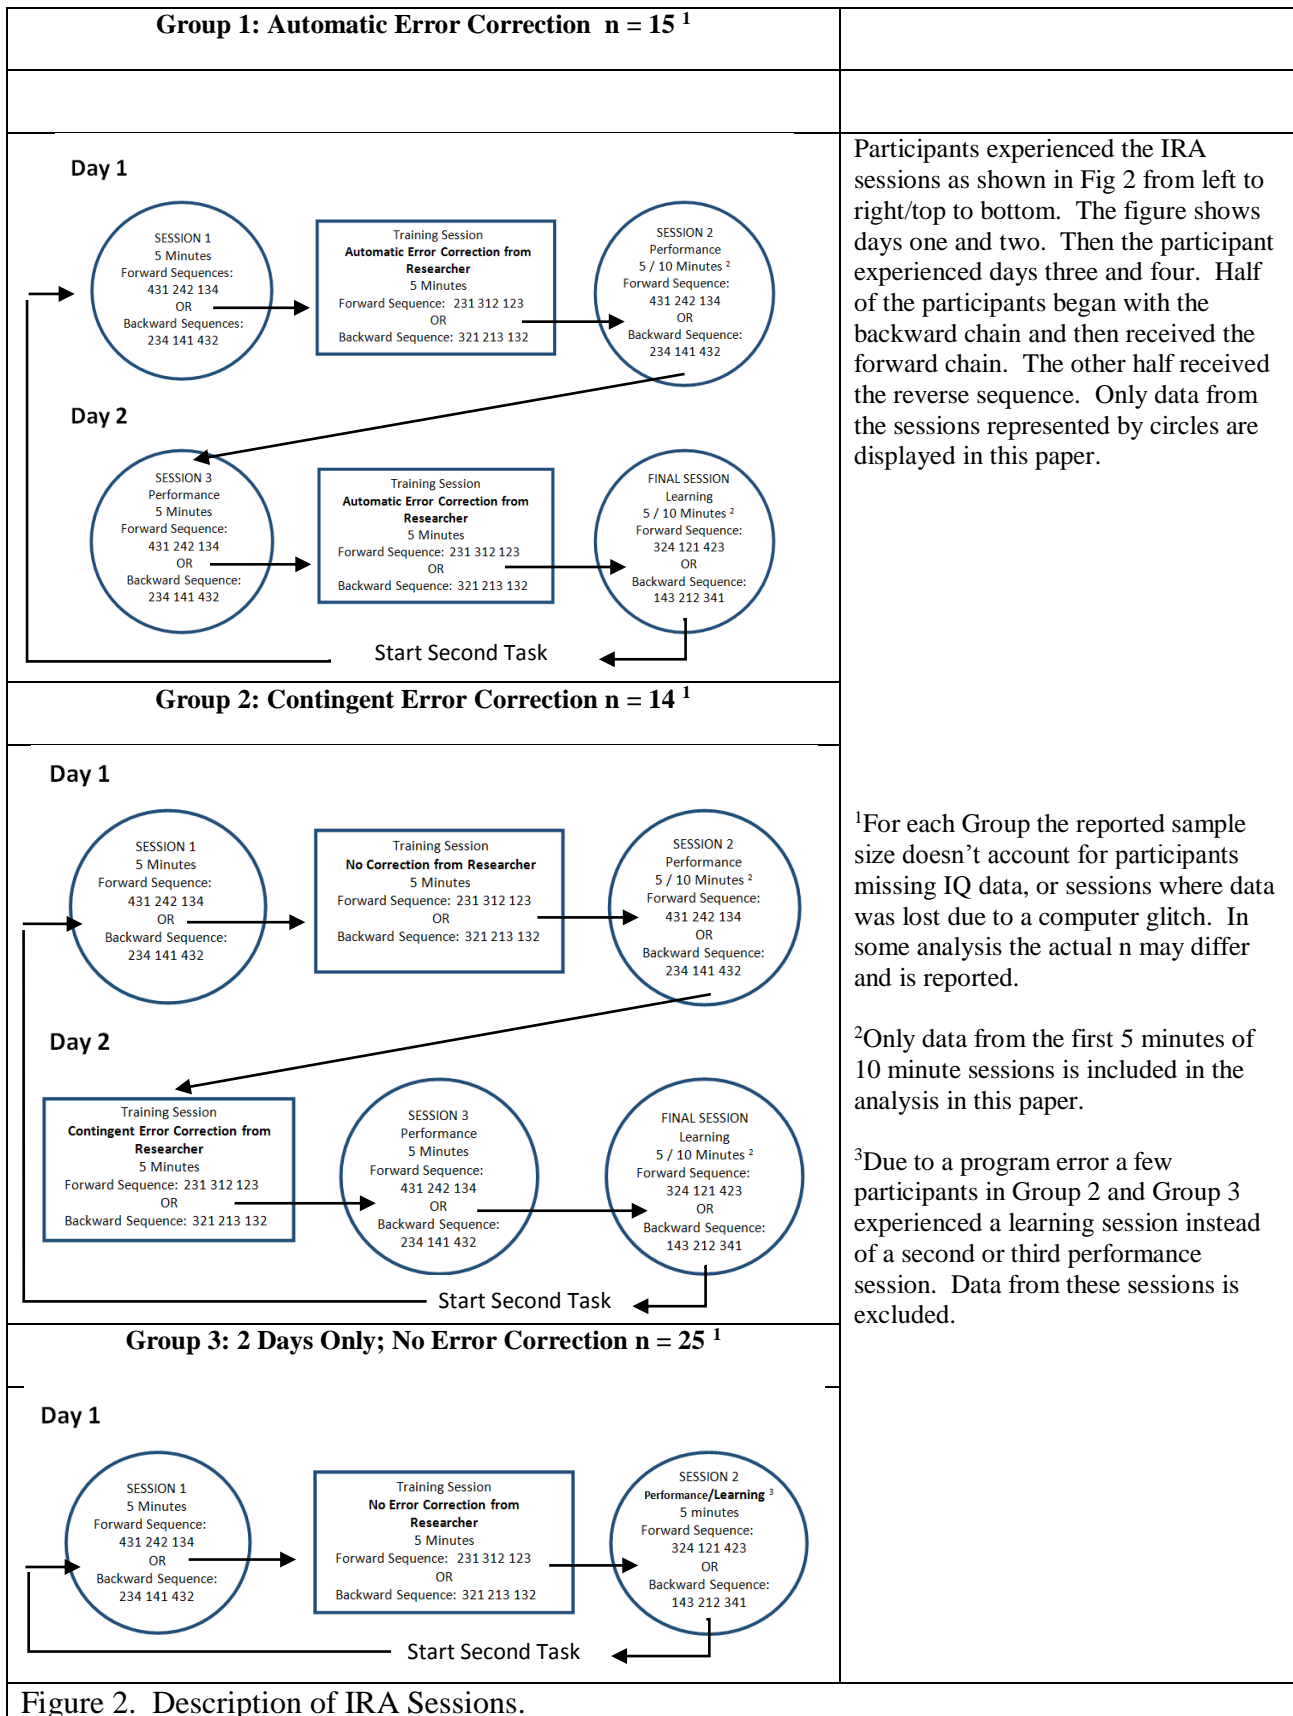 Group 1: Automatic Error Correction n = 15 1
Day 1
SESSION 1
5 Minutes
Forward Sequences:
431 242 134
OR
Backward Sequences:
234 141 432
Training Session
Automatic Error Correction from
Researcher
5 Minutes
Forward Sequence: 231 312 123
OR
Backward Sequence: 321 213 132
SESSION 2
Performance
5 / 10 Minutes 2
Forward Sequence:
431 242 134
OR
Backward Sequence:
234 141 432
Day 2
SESSION 3
Performance
5 Minutes
Forward Sequence:
431 242 134
OR
Backward Sequence:
234 141 432
Training Session
Automatic Error Correction from
Researcher
5 Minutes
Forward Sequence: 231 312 123
OR
Backward Sequence: 321 213 132
FINAL SESSION
Learning
5 / 10 Minutes 2
Forward Sequence:
324 121 423
OR
Backward Sequence:
143 212 341
Start Second Task
Participants experienced the IRA
sessions as shown in Fig 2 from left to
right/top to bottom. The figure shows
days one and two. Then the participant
experienced days three and four. Half
of the participants began with the
backward chain and then received the
forward chain. The other half received
the reverse sequence. Only data from
the sessions represented by circles are
displayed in this paper.
Group 2: Contingent Error Correction n = 14 1
Day 1
SESSION 1
5 Minutes
Forward Sequence:
431 242 134
OR
Backward Sequence:
234 141 432
Training Session
No Correction from Researcher
5 Minutes
Forward Sequence: 231 312 123
OR
Backward Sequence: 321 213 132
SESSION 2
Performance
5 / 10 Minutes 2
Forward Sequence:
431 242 134
OR
Backward Sequence:
234 141 432
Day 2
Training Session
Contingent Error Correction from
Researcher
5 Minutes
Forward Sequence: 231 312 123
OR
Backward Sequence: 321 213 132
SESSION 3
Performance
5 Minutes
Forward Sequence:
431 242 134
OR
Backward Sequence:
234 141 432
FINAL SESSION
Learning
5 / 10 Minutes 2
Forward Sequence:
324 121 423
OR
Backward Sequence:
143 212 341
Start Second Task
1For each Group the reported sample
size doesn’t account for participants
missing IQ data, or sessions where data
was lost due to a computer glitch. In
some analysis the actual n may differ
and is reported.
2Only data from the first 5 minutes of
10 minute sessions is included in the
analysis in this paper.
3Due to a program error a few
participants in Group 2 and Group 3
experienced a learning session instead
of a second or third performance
session. Data from these sessions is
excluded.
Group 3: 2 Days Only; No Error Correction n = 25 1
Day 1
SESSION 1
5 Minutes
Forward Sequence:
431 242 134
OR
Backward Sequence:
234 141 432
Training Session
No Error Correction from
Researcher
5 Minutes
Forward Sequence: 231 312 123
OR
Backward Sequence: 321 213 132
SESSION 2
Performance/Learning 3
5 minutes
Forward Sequence:
324 121 423
OR
Backward Sequence:
143 212 341
Start Second Task
Figure 2. Description of IRA Sessions.